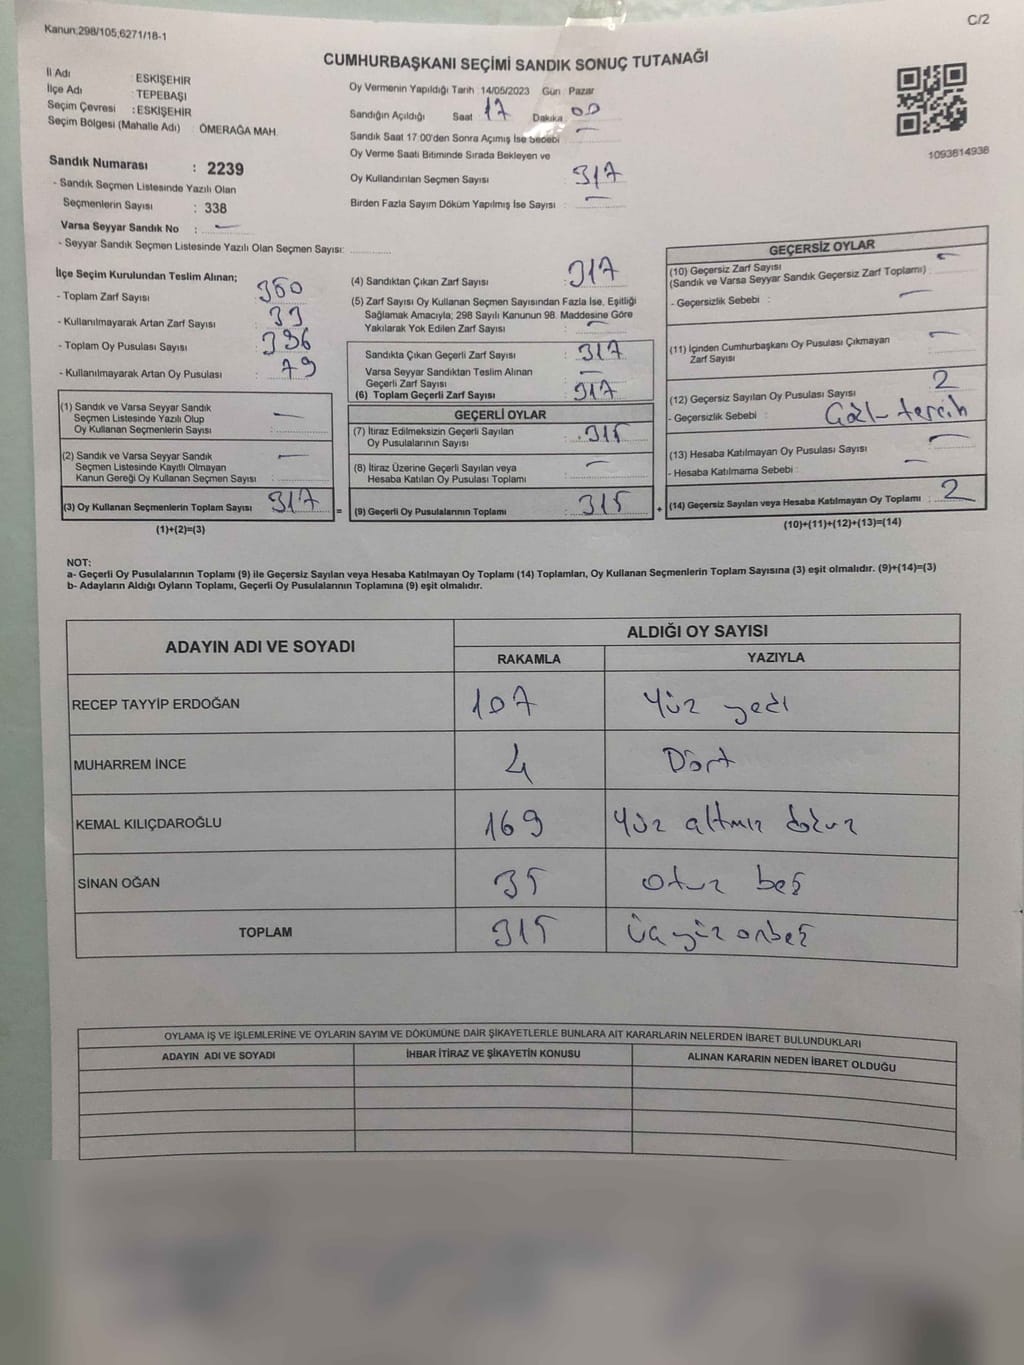 Kanun;298/105;6271/18-1
C/2
CUMHURBAŞKANI SEÇİMİ SANDIK SONUÇ TUTANAĞI
İl Adı : ESKİŞEHİR
İlçe Adı : TEPEBAŞI
Seçim Çevresi : ESKİŞEHİR
Seçim Bölgesi (Mahalle Adı) ÖMERAĞA MAH.
Sandık Numarası : 2239
- Sandık Seçmen Listesinde Yazılı Olan
Seçmenlerin Sayısı : 338
Varsa Seyyar Sandık No : —
- Seyyar Sandık Seçmen Listesinde Yazılı Olan Seçmen Sayısı:
Oy Vermenin Yapıldığı Tarih 14/05/2023 Gün Pazar
Sandığın Açıldığı Saat 17 Dakika 00
Sandık Saat 17:00'den Sonra Açımış İse Sebebi : —
Oy Verme Saati Bitiminde Sırada Bekleyen ve
Oy Kullandırılan Seçmen Sayısı 317
Birden Fazla Sayım Döküm Yapılmış İse Sayısı : —
1093814938
İlçe Seçim Kurulundan Teslim Alınan;
- Toplam Zarf Sayısı : 350
- Kullanılmayarak Artan Zarf Sayısı : 33
- Toplam Oy Pusulası Sayısı : 396
- Kullanılmayarak Artan Oy Pusulası : 79
(1) Sandık ve Varsa Seyyar Sandık
Seçmen Listesinde Yazılı Olup
Oy Kullanan Seçmenlerin Sayısı : —
(2) Sandık ve Varsa Seyyar Sandık
Seçmen Listesinde Kayıtlı Olmayan
Kanun Gereği Oy Kullanan Seçmen Sayısı : —
(3) Oy Kullanan Seçmenlerin Toplam Sayısı 317 =
(1)+(2)=(3)
(4) Sandıktan Çıkan Zarf Sayısı : 317
(5) Zarf Sayısı Oy Kullanan Seçmen Sayısından Fazla İse, Eşitliği
Sağlamak Amacıyla; 298 Sayılı Kanunun 98. Maddesine Göre
Yakılarak Yok Edilen Zarf Sayısı : —
Sandıkta Çıkan Geçerli Zarf Sayısı : 317
Varsa Seyyar Sandıktan Teslim Alınan
Geçerli Zarf Sayısı : —
(6) Toplam Geçerli Zarf Sayısı : 317
GEÇERLİ OYLAR
(7) İtiraz Edilmeksizin Geçerli Sayılan
Oy Pusulalarının Sayısı : 315
(8) İtiraz Üzerine Geçerli Sayılan veya
Hesaba Katılan Oy Pusulası Toplamı : —
(9) Geçerli Oy Pusulalarının Toplamı : 315 +
GEÇERSİZ OYLAR
(10) Geçersiz Zarf Sayısı
(Sandık ve Varsa Seyyar Sandık Geçersiz Zarf Toplamı) : —
- Geçersizlik Sebebi : —
(11) İçinden Cumhurbaşkanı Oy Pusulası Çıkmayan
Zarf Sayısı : —
(12) Geçersiz Sayılan Oy Pusulası Sayısı : 2
- Geçersizlik Sebebi : tercih
(13) Hesaba Katılmayan Oy Pusulası Sayısı : —
- Hesaba Katılmama Sebebi : —
(14) Geçersiz Sayılan veya Hesaba Katılmayan Oy Toplamı : 2
(10)+(11)+(12)+(13)=(14)
NOT:
a- Geçerli Oy Pusulalarının Toplamı (9) ile Geçersiz Sayılan veya Hesaba Katılmayan Oy Toplamı (14) Toplamları, Oy Kullanan Seçmenlerin Toplam Sayısına (3) eşit olmalıdır. (9)+(14)=(3)
b- Adayların Aldığı Oyların Toplamı, Geçerli Oy Pusulalarının Toplamına (9) eşit olmalıdır.
ADAYIN ADI VE SOYADI ALDIĞI OY SAYISI
RAKAMLA YAZIYLA
RECEP TAYYİP ERDOĞAN 107 Yüz yedi
MUHARREM İNCE 4 Dört
KEMAL KILIÇDAROĞLU 169 Yüz altmış dokuz
SİNAN OĞAN 35 otuz beş
TOPLAM 315 üç yüz onbeş
OYLAMA İŞ VE İŞLEMLERİNE VE OYLARIN SAYIM VE DÖKÜMÜNE DAİR ŞİKAYETLERLE BUNLARA AİT KARARLARIN NELERDEN İBARET BULUNDUKLARI
ADAYIN ADI VE SOYADI İHBAR İTİRAZ VE ŞİKAYETİN KONUSU ALINAN KARARIN NEDEN İBARET OLDUĞU